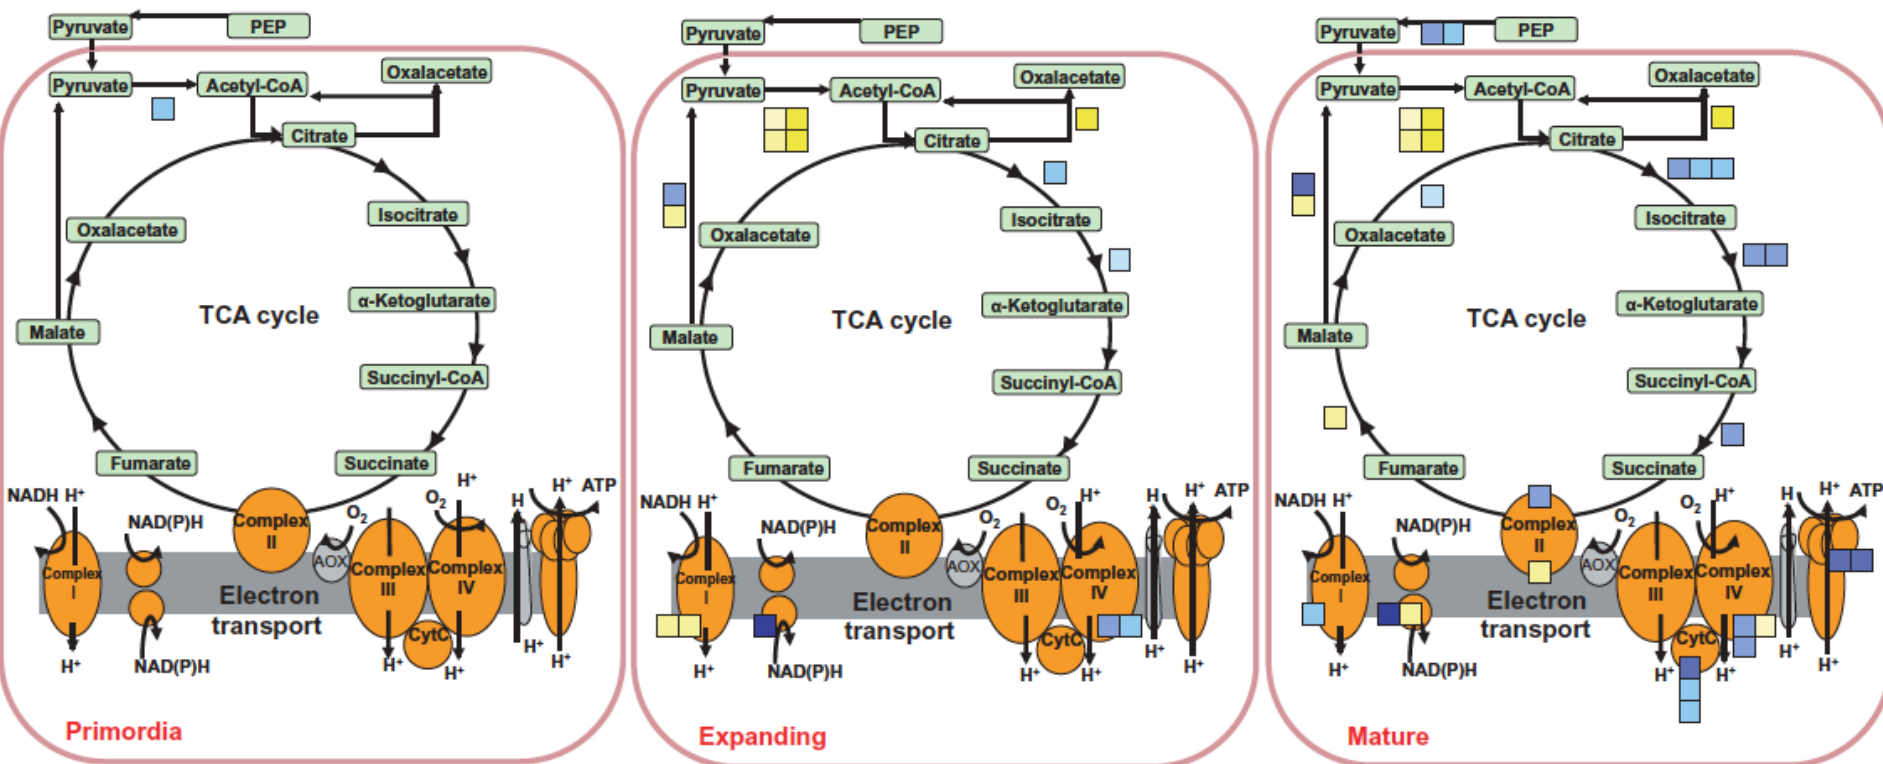 Pyruvate
PEP
Pyruvate
Acetyl-CoA
Oxalacetate
Citrate
Isocitrate
Oxalacetate
α-Ketoglutarate
TCA cycle
Malate
Succinyl-CoA
Fumarate
Succinate
NADH H+
NAD(P)H
Complex
II
O2
O2
H+
H
H+
ATP
Complex
I
AOX
Complex
III
Complex
IV
Electron
transport
CytC
H+
NAD(P)H
H+
H+
H+
H+
Primordia
Pyruvate
PEP
Pyruvate
Acetyl-CoA
Oxalacetate
Citrate
Isocitrate
Oxalacetate
α-Ketoglutarate
TCA cycle
Malate
Succinyl-CoA
Fumarate
Succinate
NADH H+
NAD(P)H
Complex
II
O2
O2
H+
H
H+
ATP
Complex
I
AOX
Complex
III
Complex
IV
Electron
transport
CytC
H+
NAD(P)H
H+
H+
H+
H+
Expanding
Pyruvate
PEP
Pyruvate
Acetyl-CoA
Oxalacetate
Citrate
Isocitrate
Oxalacetate
α-Ketoglutarate
TCA cycle
Malate
Succinyl-CoA
Fumarate
Succinate
NADH H+
NAD(P)H
Complex
II
O2
O2
H+
H
H+
ATP
Complex
I
AOX
Complex
III
Complex
IV
Electron
transport
CytC
H+
NAD(P)H
H+
H+
H+
H+
Mature